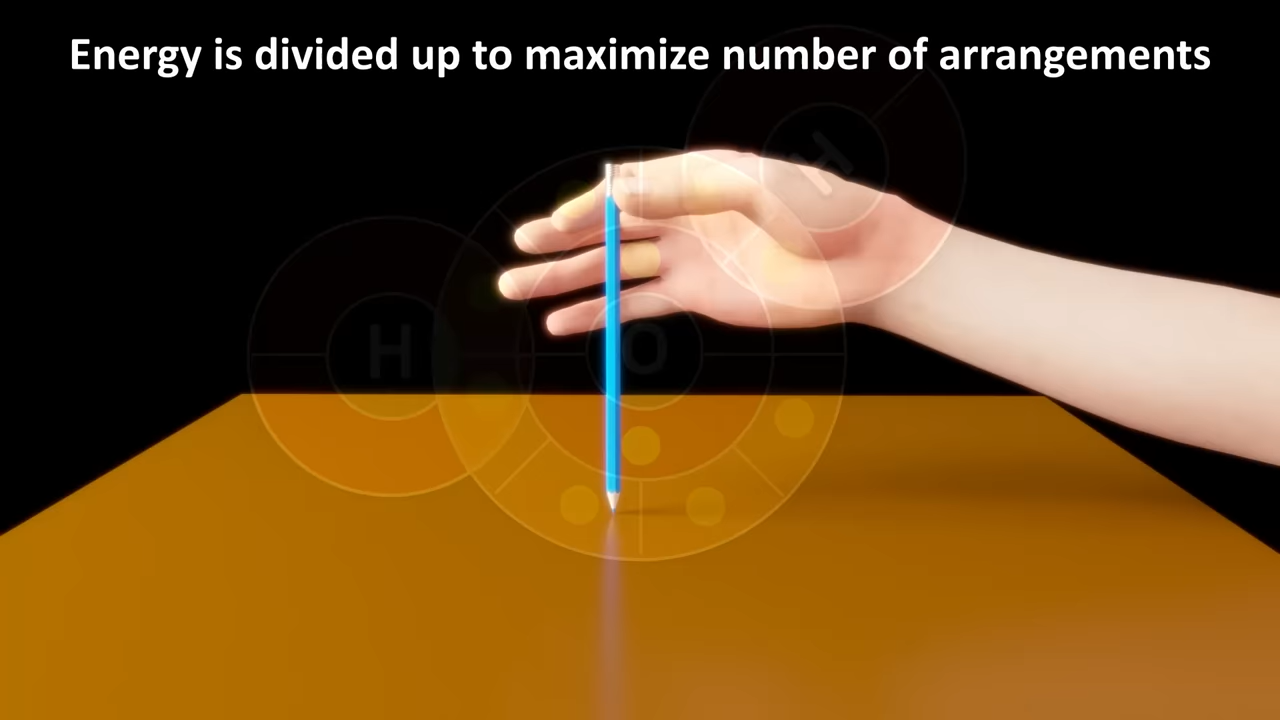 Energy is divided up to maximize number of arrangements
H
H
O